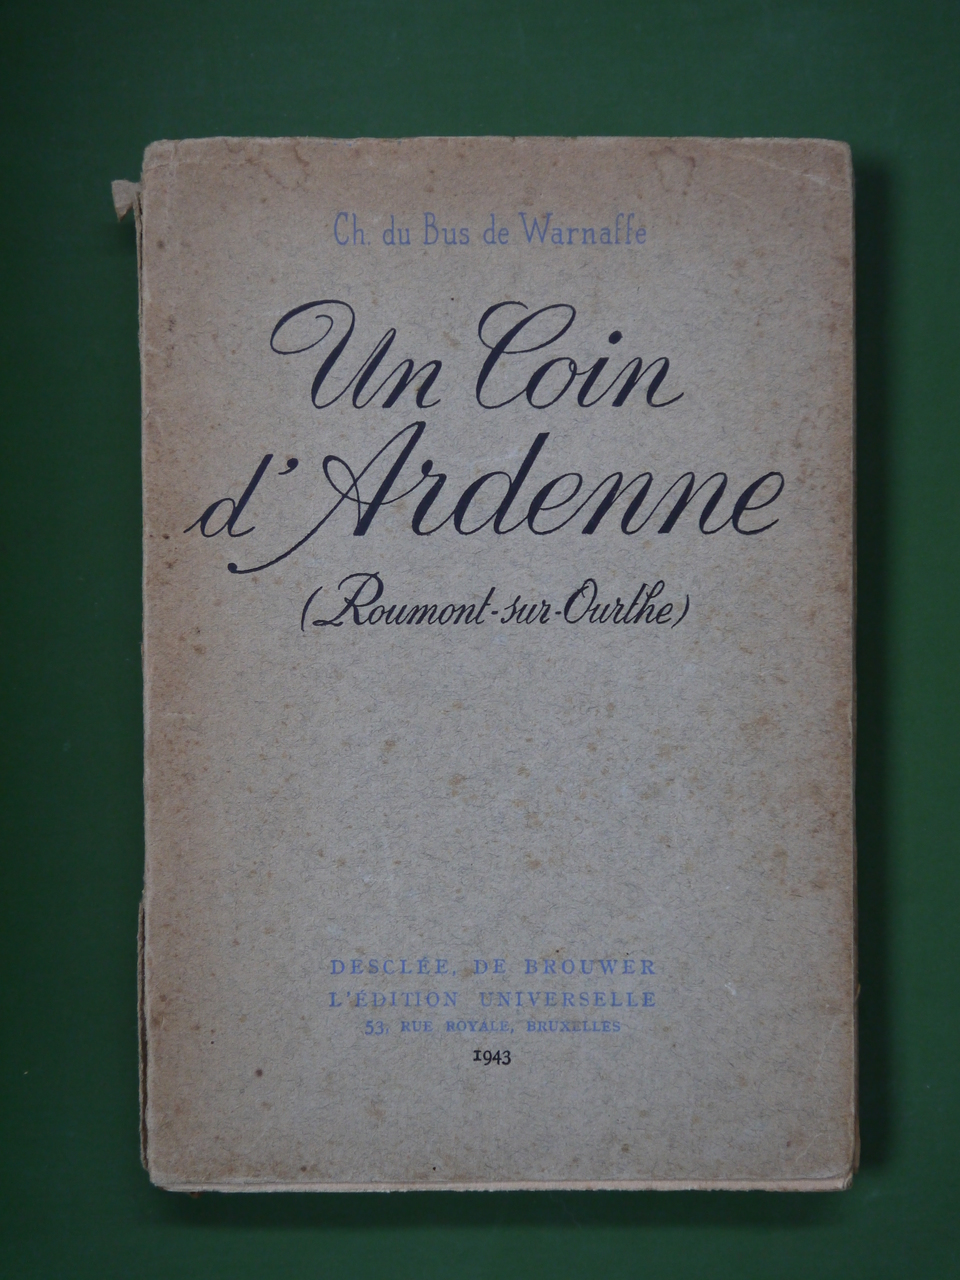 Ch. du Bus de Warnaffe
Un Coin
d'Ardenne
(Roumont-sur-Ourthe)
DESCLÉE, DE BROUWER
L'ÉDITION UNIVERSELLE
53, RUE ROYALE, BRUXELLES
1943